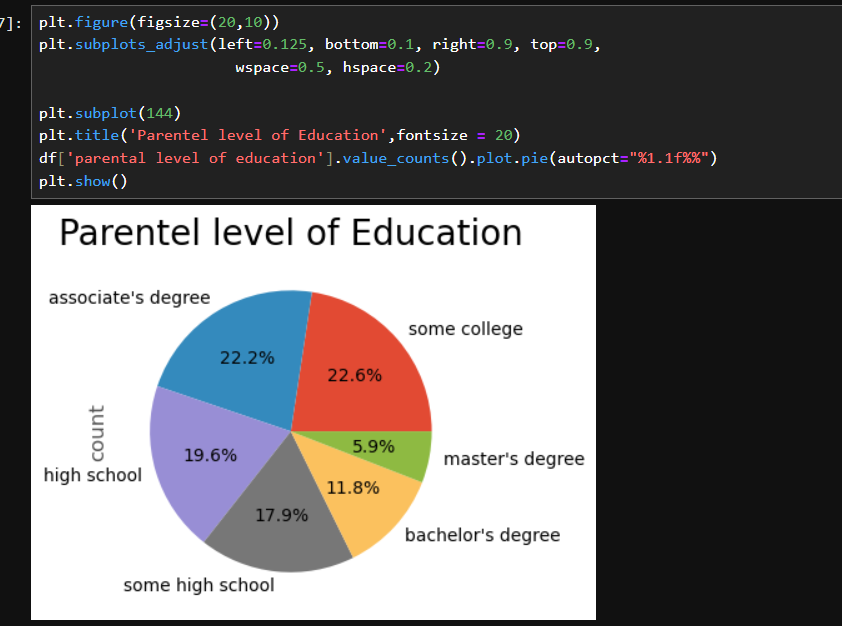 7]:
plt.figure(figsize=(20,10))
plt.subplots_adjust(left=0.125, bottom=0.1, right=0.9, top=0.9,
wspace=0.5, hspace=0.2)
plt.subplot(144)
plt.title('Parentel level of Education',fontsize = 20)
df['parental level of education'].value_counts().plot.pie(autopct="%1.1f%%")
plt.show()
Parentel level of Education
associate's degree
some college
22.2%
22.6%
count
19.6%
5.9%
high school
master's degree
11.8%
17.9%
bachelor's degree
some high school